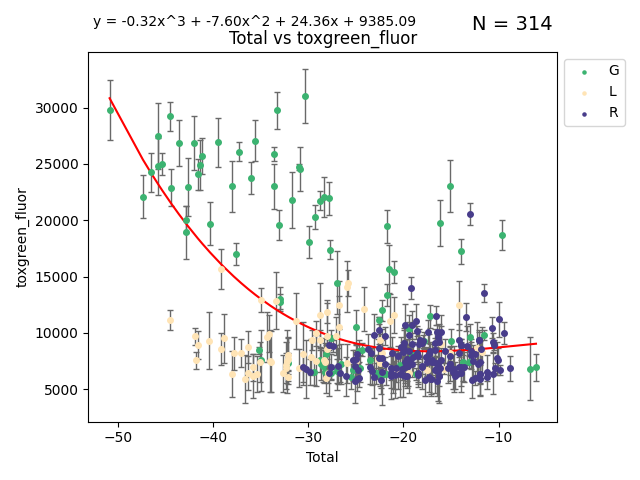 y = -0.32x^3 + -7.60x^2 + 24.36x + 9385.09
N = 314
Total vs toxgreen_fluor
G
L
R
toxgreen_fluor
30000
25000
20000
15000
10000
5000
−50
−40
−30
−20
−10
Total